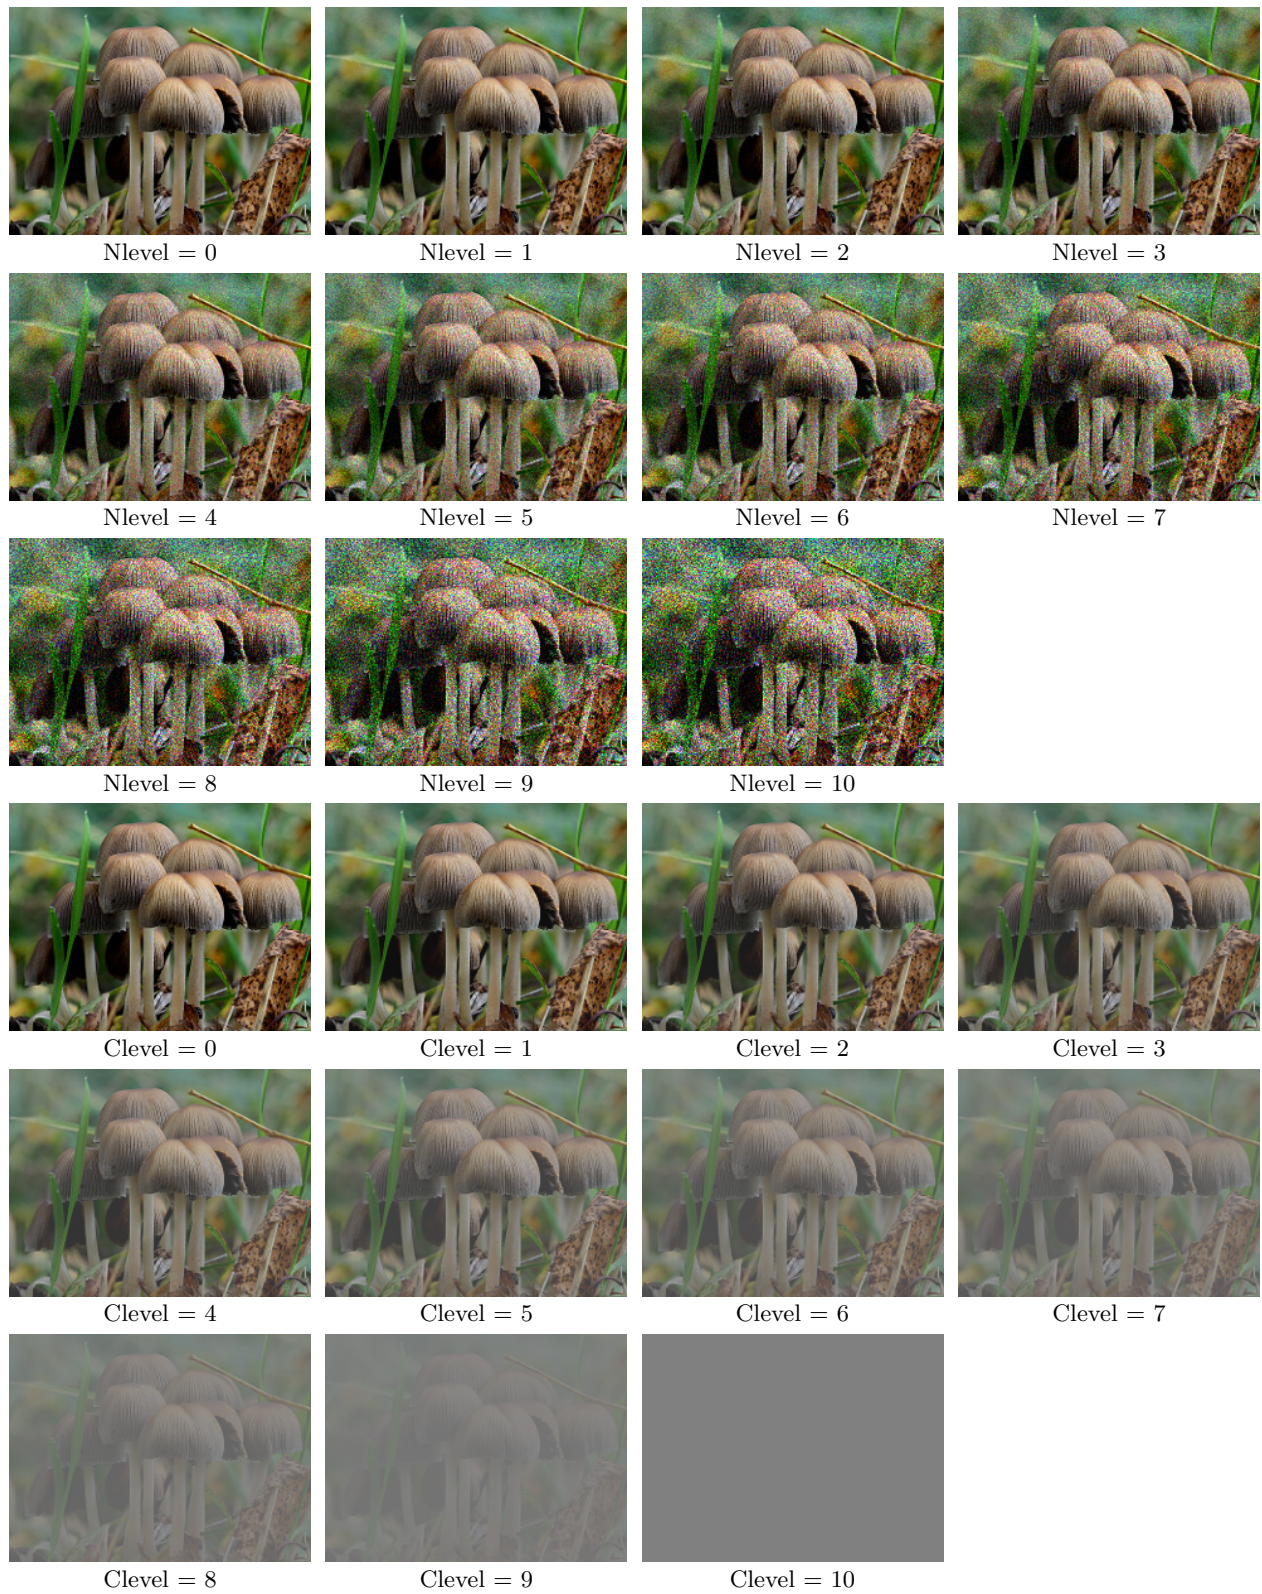 Nlevel = 0
Nlevel = 1
Nlevel = 2
Nlevel = 3
Nlevel = 4
Nlevel = 5
Nlevel = 6
Nlevel = 7
Nlevel = 8
Nlevel = 9
Nlevel = 10
Clevel = 0
Clevel = 1
Clevel = 2
Clevel = 3
Clevel = 4
Clevel = 5
Clevel = 6
Clevel = 7
Clevel = 8
Clevel = 9
Clevel = 10